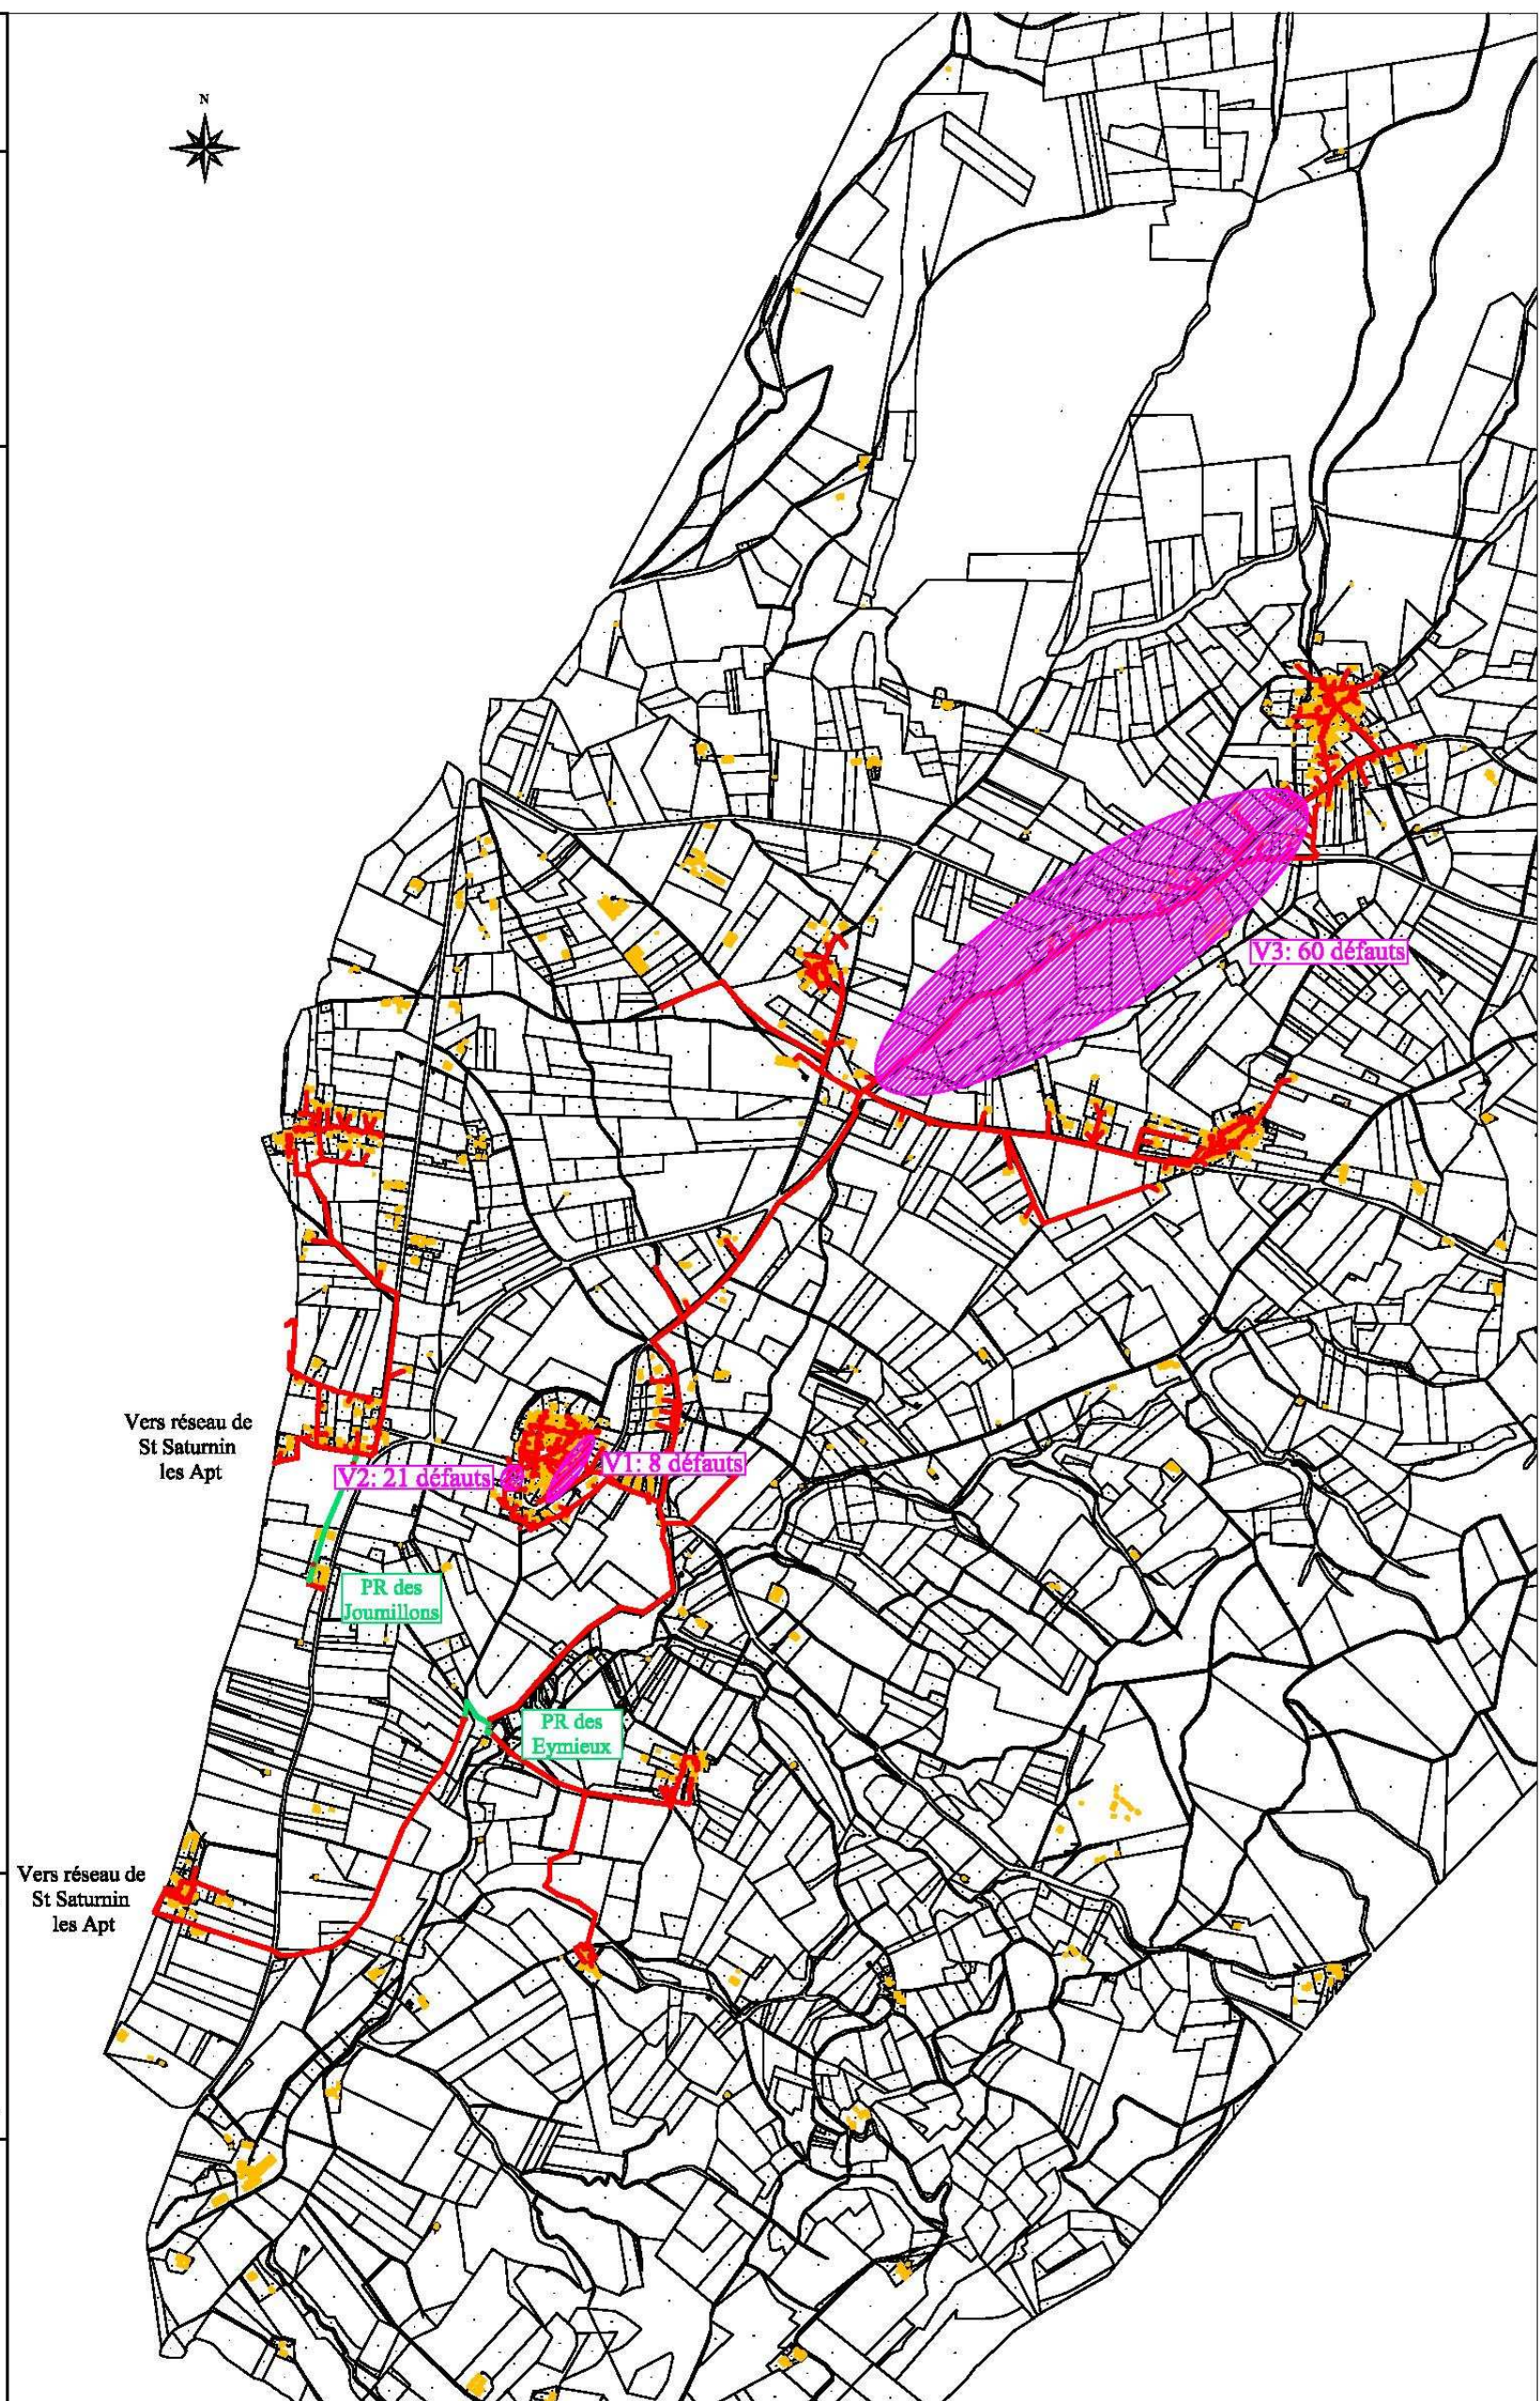 N
V3: 60 défauts
Vers réseau de
St Saturnin
les Apt
V2: 21 défauts
V1: 8 défauts
PR des
Jourmillons
PR des
Eymieux
Vers réseau de
St Saturnin
les Apt